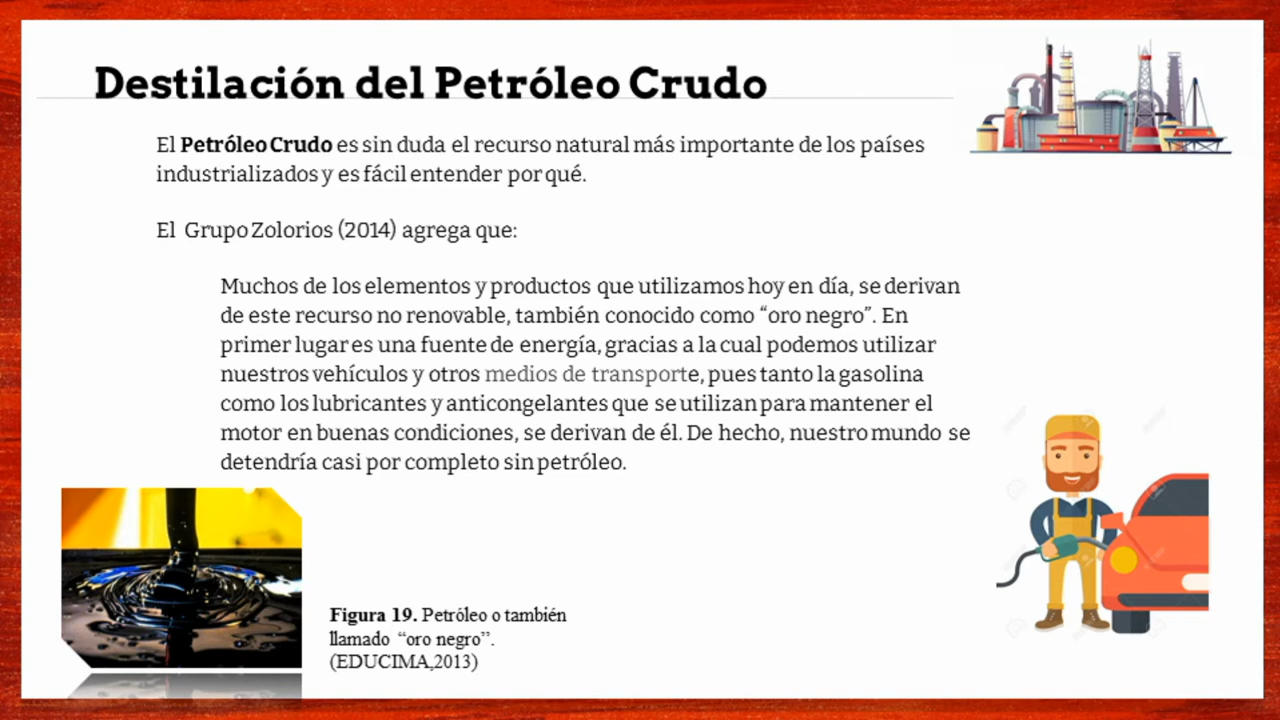 Destilación del Petróleo Crudo
El Petróleo Crudo es sin duda el recurso natural más importante de los países
industrializados y es fácil entender por qué.
El Grupo Zolorios (2014) agrega que:
Muchos de los elementos y productos que utilizamos hoy en día, se derivan
de este recurso no renovable, también conocido como “oro negro”. En
primer lugar es una fuente de energía, gracias a la cual podemos utilizar
nuestros vehículos y otros medios de transporte, pues tanto la gasolina
como los lubricantes y anticongelantes que se utilizan para mantener el
motor en buenas condiciones, se derivan de él. De hecho, nuestro mundo se
detendría casi por completo sin petróleo.
Figura 19. Petróleo o también
llamado “oro negro”.
(EDUCIMA,2013)